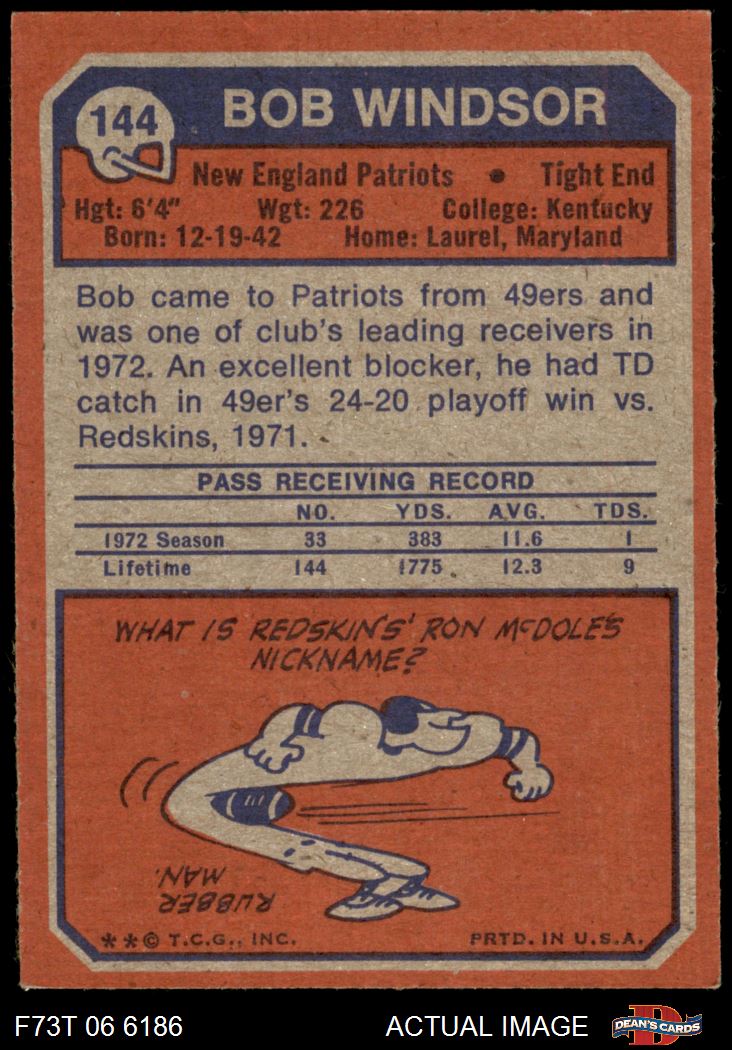 144
BOB WINDSOR
New England Patriots • Tight End
Hgt: 6'4" Wgt: 226 College: Kentucky
Born: 12-19-42 Home: Laurel, Maryland
Bob came to Patriots from 49ers and
was one of club's leading receivers in
1972. An excellent blocker, he had TD
catch in 49er's 24-20 playoff win vs.
Redskins, 1971.
PASS RECEIVING RECORD
NO. YDS. AVG. TDS.
1972 Season 33 383 11.6 1
Lifetime 144 1775 12.3 9
WHAT IS REDSKINS' RON McDOLE'S
NICKNAME?
RUBBER
MAN.
**© T.C.G., INC. PRTD. IN U.S.A.
F73T 06 6186 ACTUAL IMAGE DEAN'S CARDS